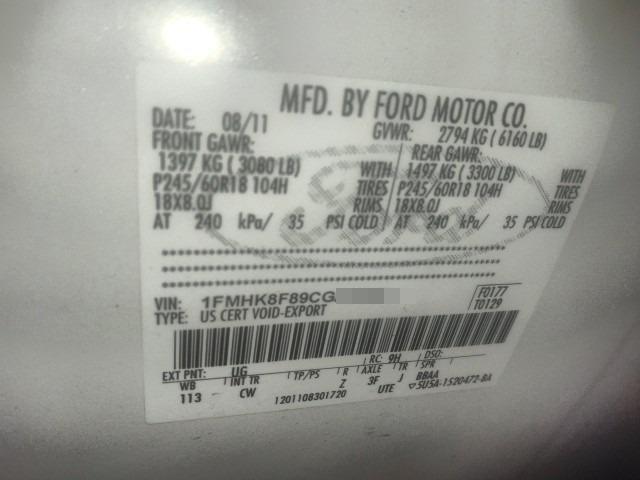 MFD. BY FORD MOTOR CO.
DATE: 08/11 GVWR: 2794 KG ( 6160 LB)
FRONT GAWR: REAR GAWR:
1397 KG ( 3080 LB) WITH 1497 KG ( 3300 LB) WITH
P245/60R18 104H TIRES P245/60R18 104H TIRES
18X8.0J RIMS 18X8.0J RIMS
AT 240 kPa/ 35 PSI COLD AT 240 kPa/ 35 PSI COLD
VIN: 1FMHK8F89CG
TYPE: US CERT VOID-EXPORT
F0177
T0129
EXT PNT: UG RC: 9H DSO:
WB INT TR TP/PS R AXLE TR SPR
113 CW Z 3F J BBAA
1201108301720 UTE ▽5U5A-1520472-BA